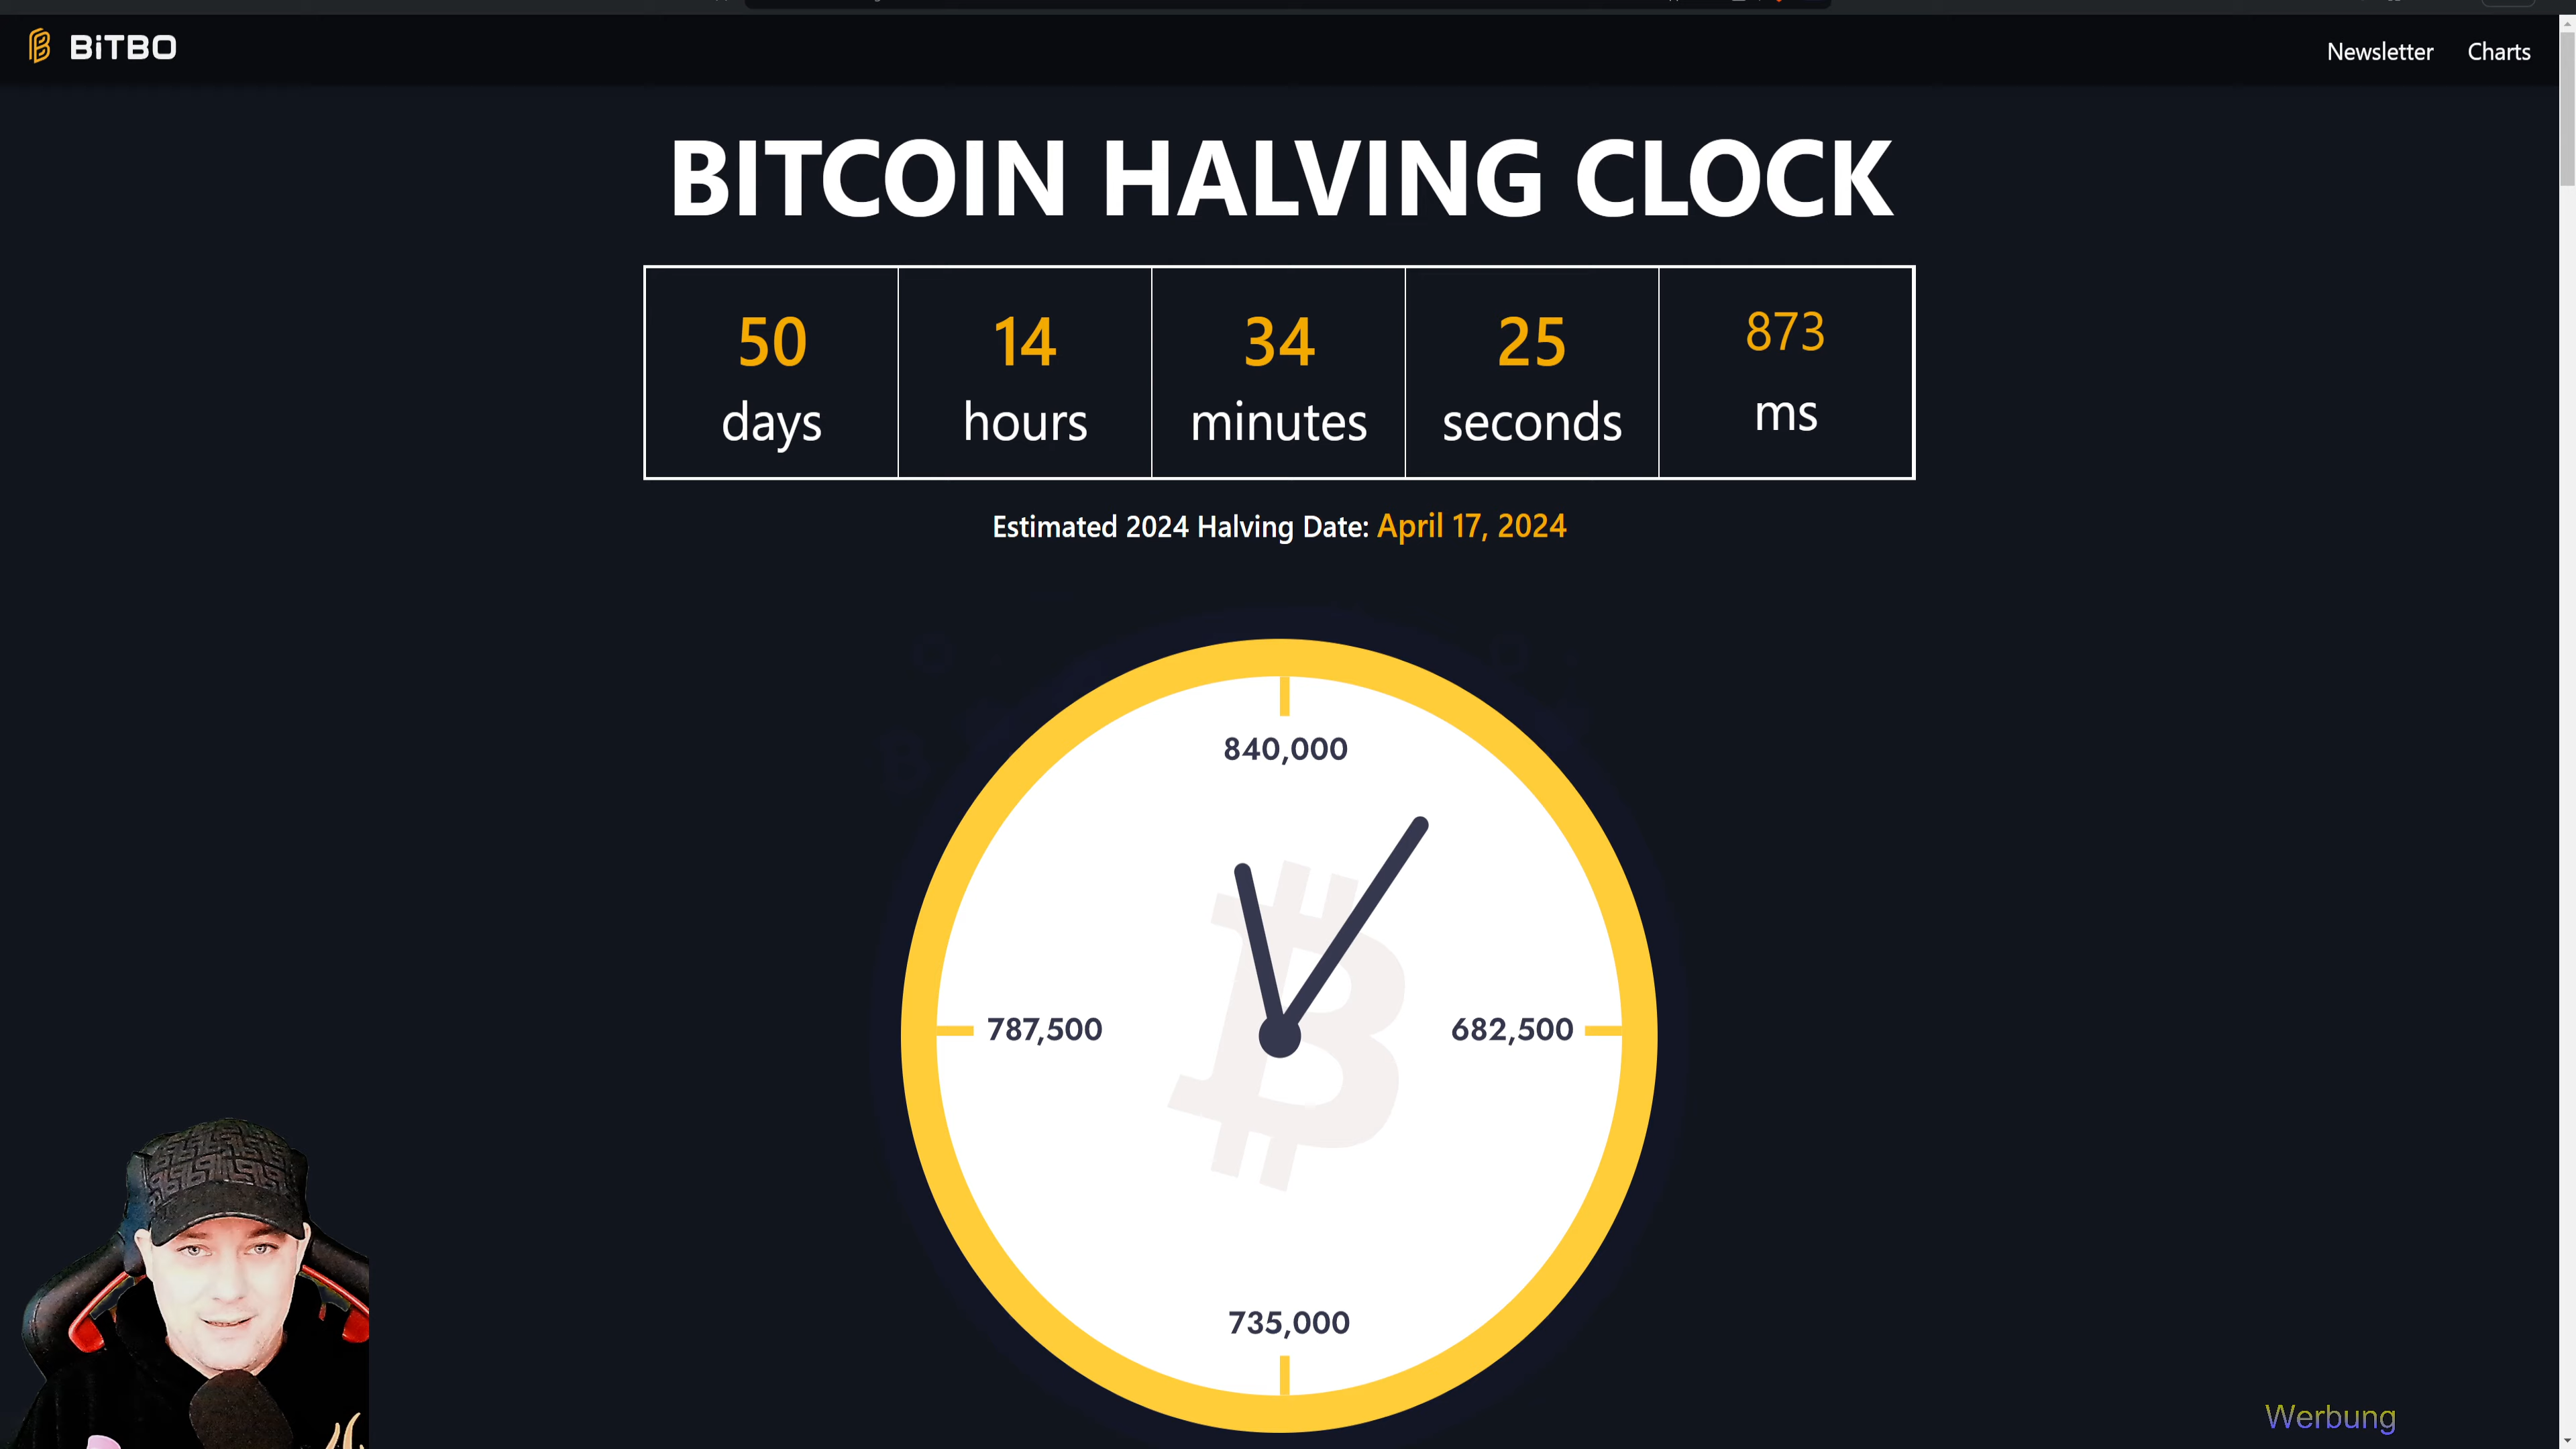 BiTBO
Newsletter Charts
BITCOIN HALVING CLOCK
50 14 34 25 873
days hours minutes seconds ms
Estimated 2024 Halving Date: April 17, 2024
840,000
787,500 682,500
735,000
Werbung